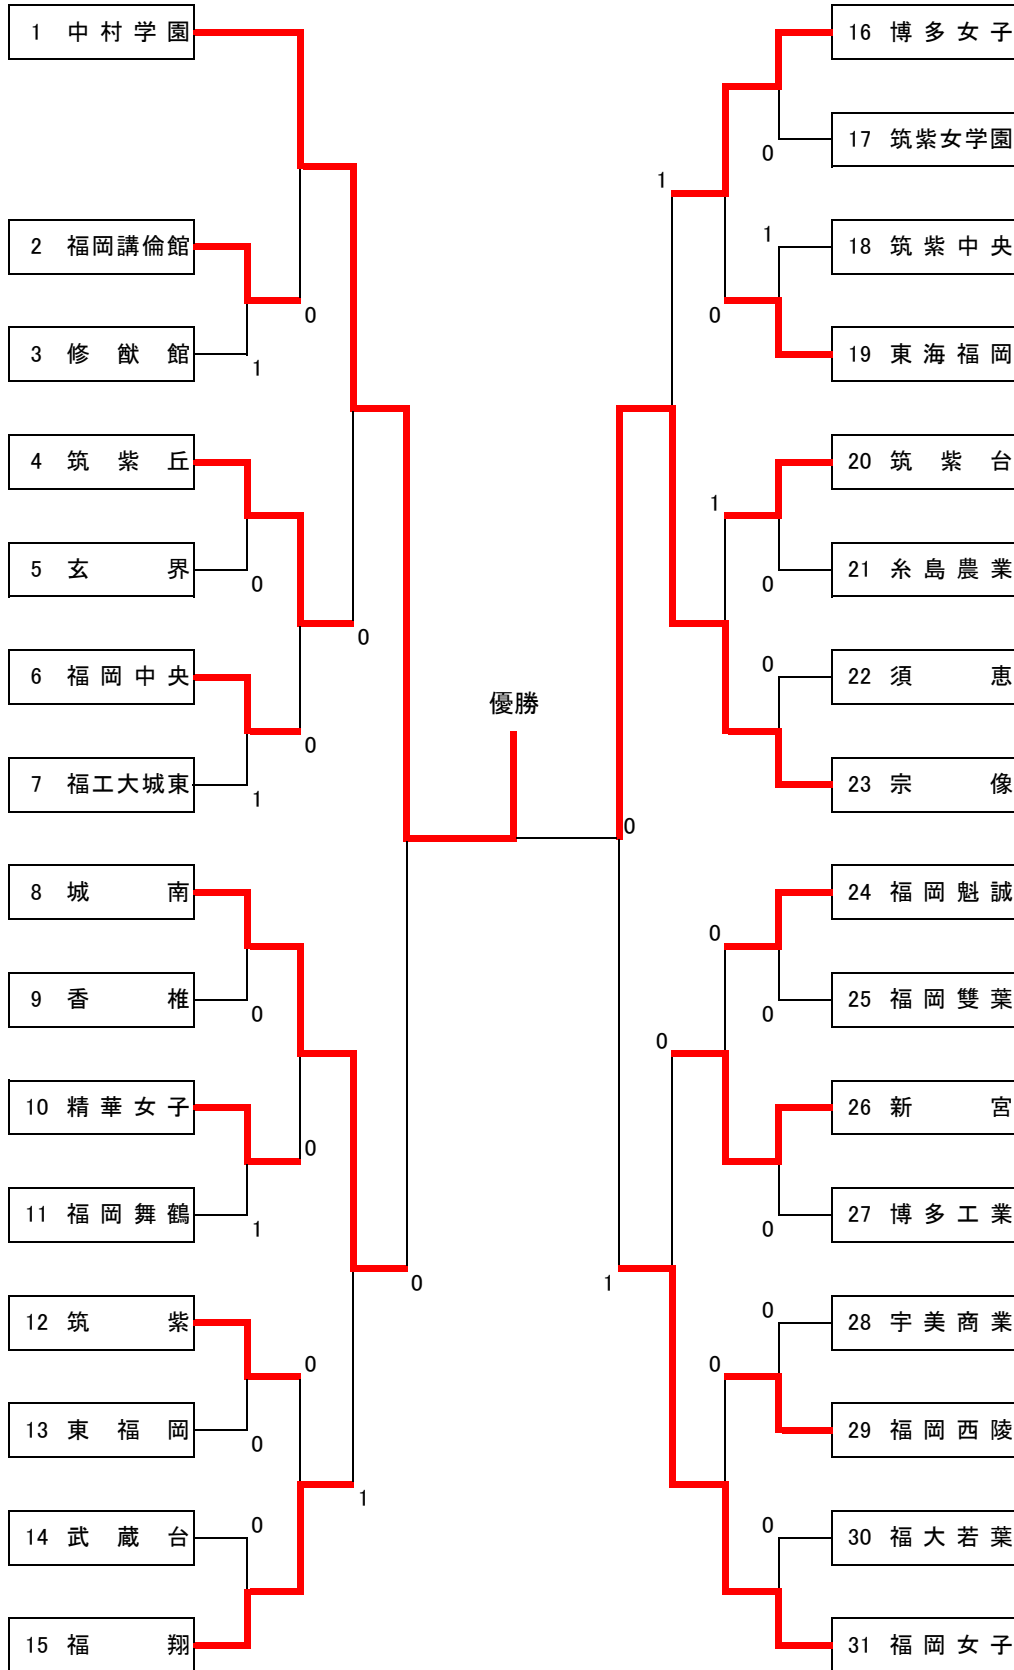 1 中村学園
2 福岡講倫館
0
3 修猷館
1
4 筑紫丘
5 玄界
0
0
6 福岡中央
0
7 福工大城東
1
8 城南
9 香椎
0
10 精華女子
0
11 福岡舞鶴
1
0
12 筑紫
0
13 東福岡
0
1
14 武蔵台
0
15 福翔
優勝
16 博多女子
17 筑紫女学園
0
1
18 筑紫中央
1
0
19 東海福岡
20 筑紫台
1
21 糸島農業
0
22 須恵
0
23 宗像
0
24 福岡魁誠
0
25 福岡雙葉
0
0
26 新宮
27 博多工業
0
1
28 宇美商業
0
0
29 福岡西陵
30 福大若葉
0
31 福岡女子